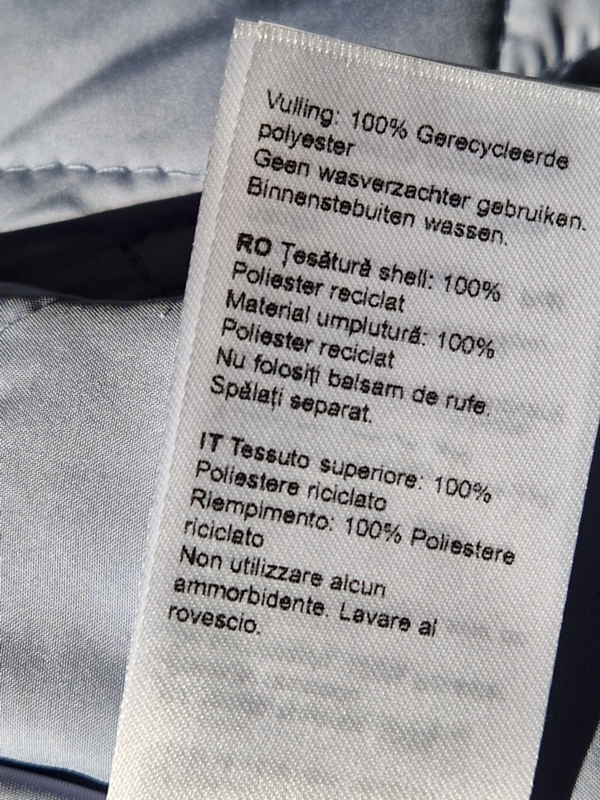 Vulling: 100% Gerecycleerde
polyester
Geen wasverzachter gebruiken.
Binnenstebuiten wassen.
RO Țesătură shell: 100%
Poliester reciclat
Material umplutură: 100%
Poliester reciclat
Nu folosiți balsam de rufe.
Spălați separat.
IT Tessuto superiore: 100%
Poliestere riciclato
Riempimento: 100% Poliestere
riciclato
Non utilizzare alcun
ammorbidente. Lavare al
rovescio.